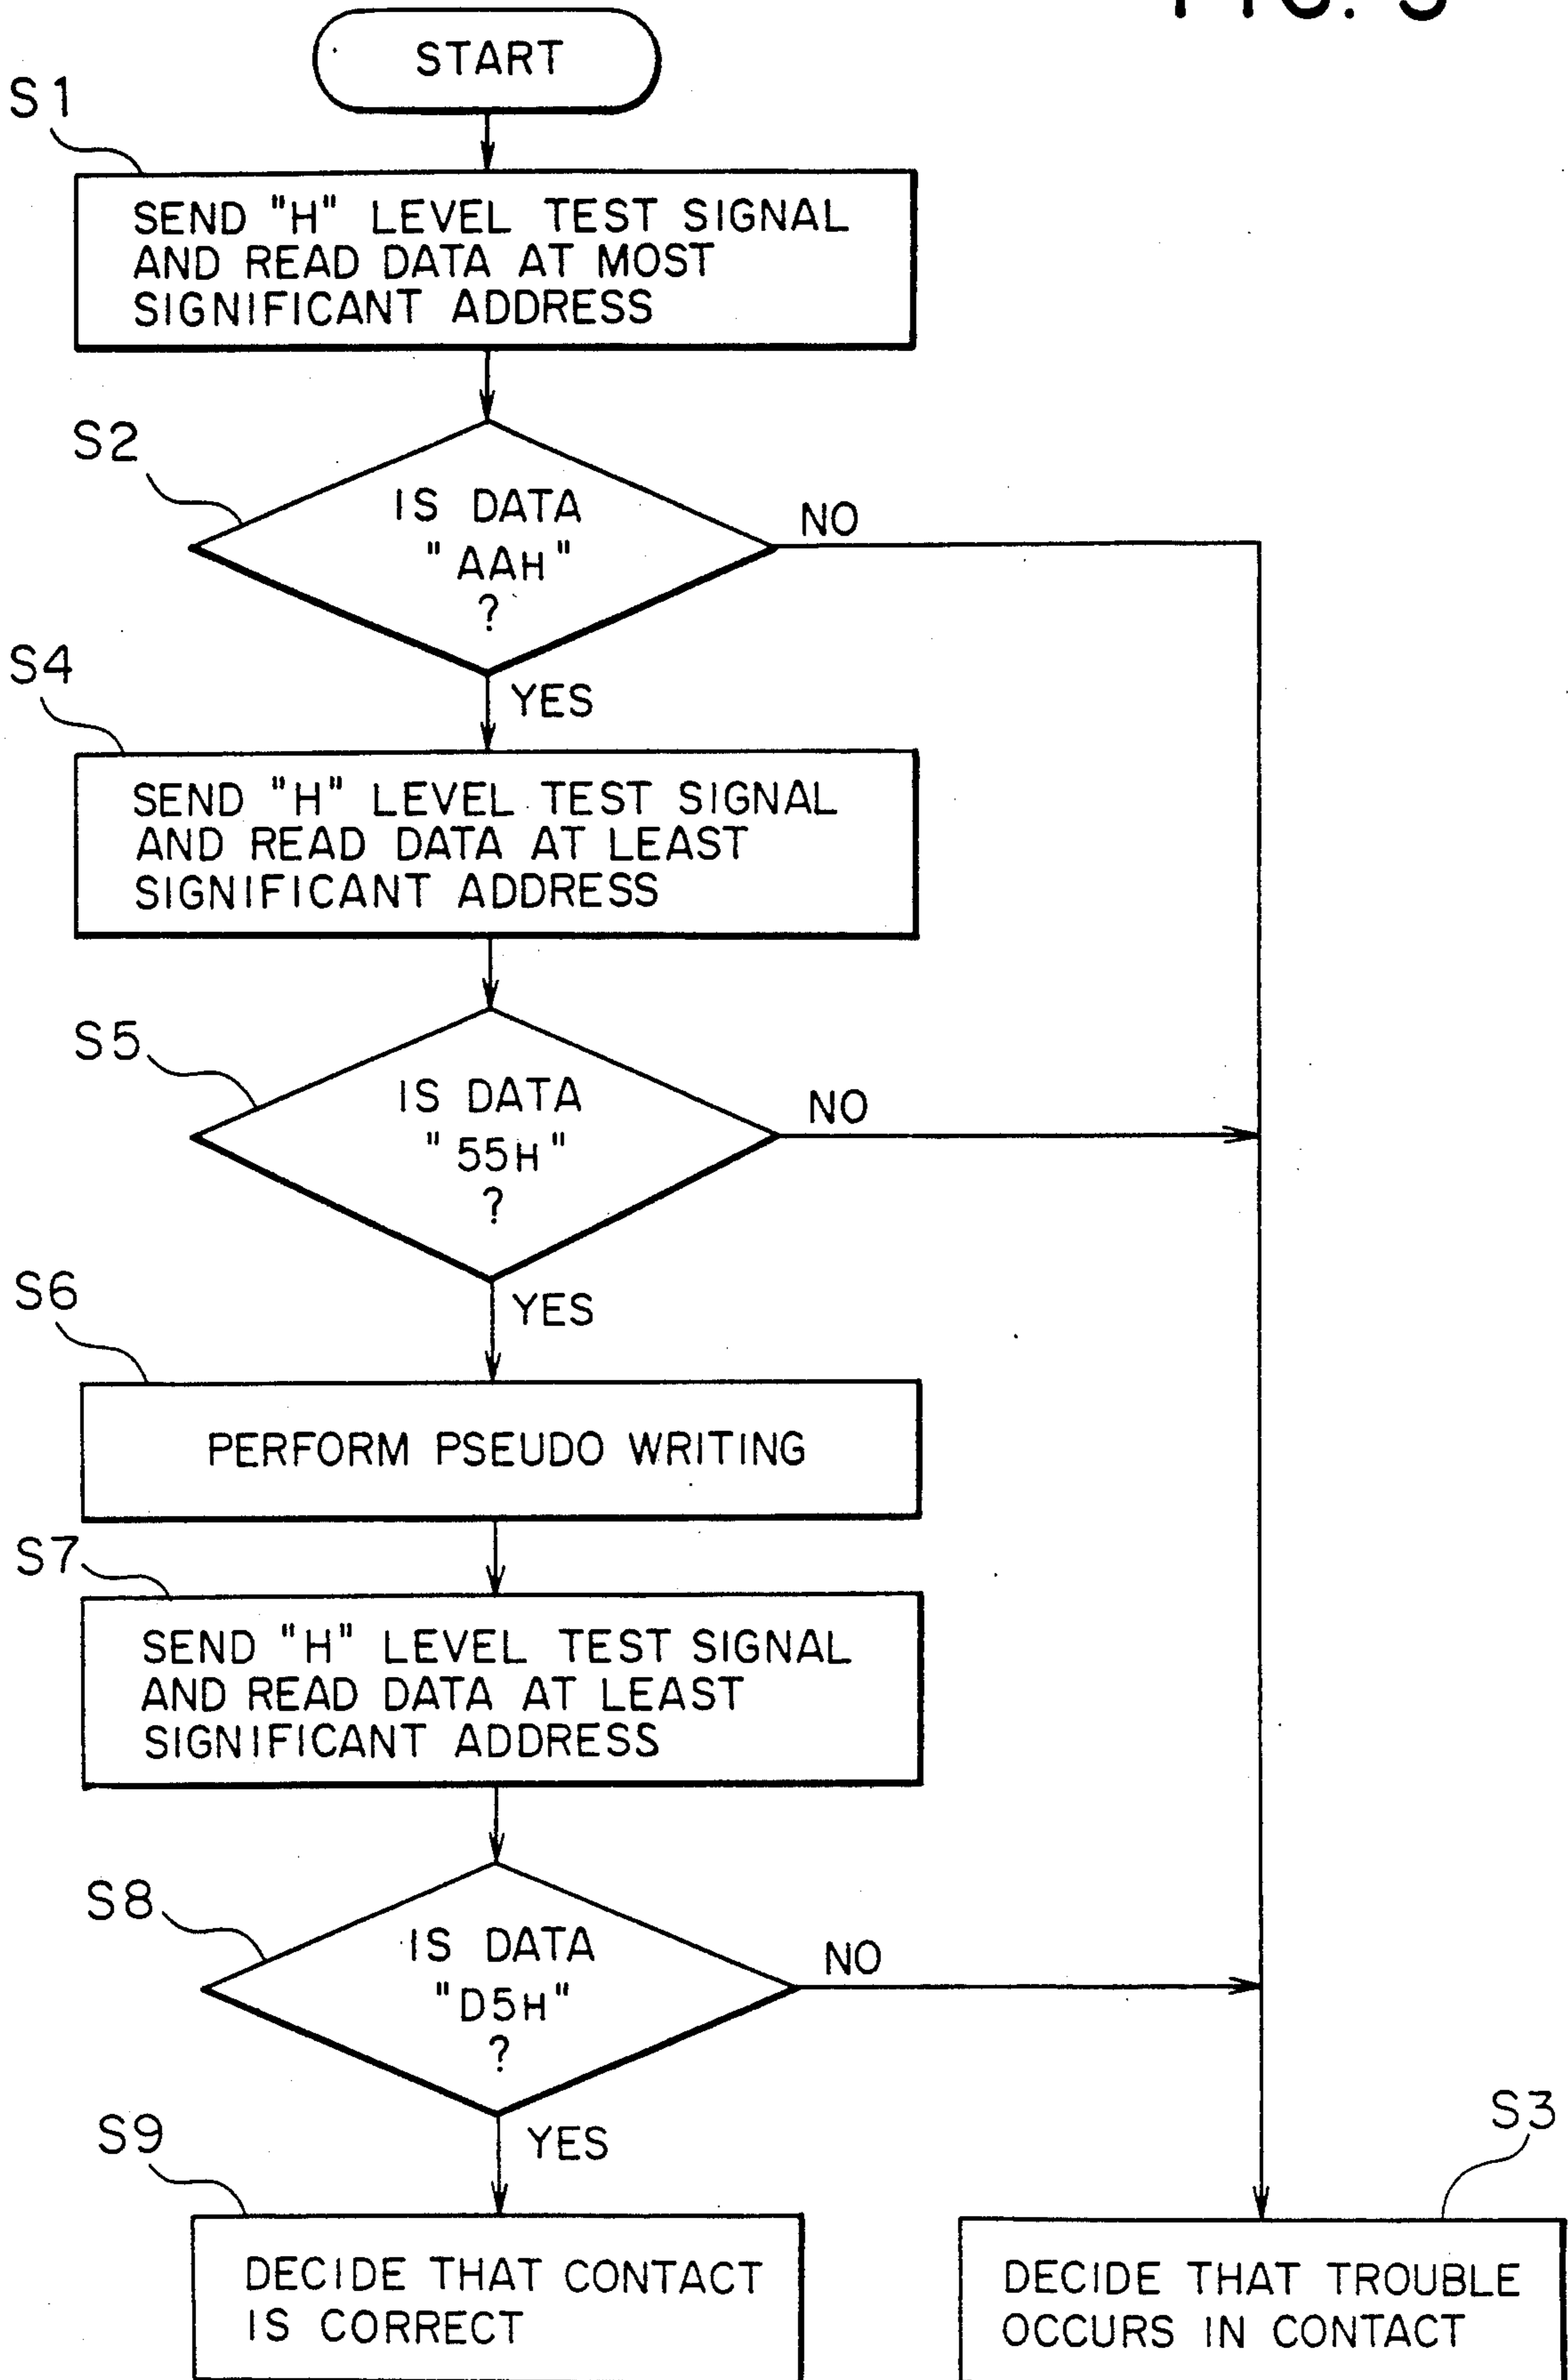 START
S1
SEND "H" LEVEL TEST SIGNAL
AND READ DATA AT MOST
SIGNIFICANT ADDRESS
S2
IS DATA
"AAH"
?
NO
YES
S4
SEND "H" LEVEL TEST SIGNAL
AND READ DATA AT LEAST
SIGNIFICANT ADDRESS
S5
IS DATA
"55H"
?
NO
YES
S6
PERFORM PSEUDO WRITING
S7
SEND "H" LEVEL TEST SIGNAL
AND READ DATA AT LEAST
SIGNIFICANT ADDRESS
S8
IS DATA
"D5H"
?
NO
YES
S9
DECIDE THAT CONTACT
IS CORRECT
S3
DECIDE THAT TROUBLE
OCCURS IN CONTACT